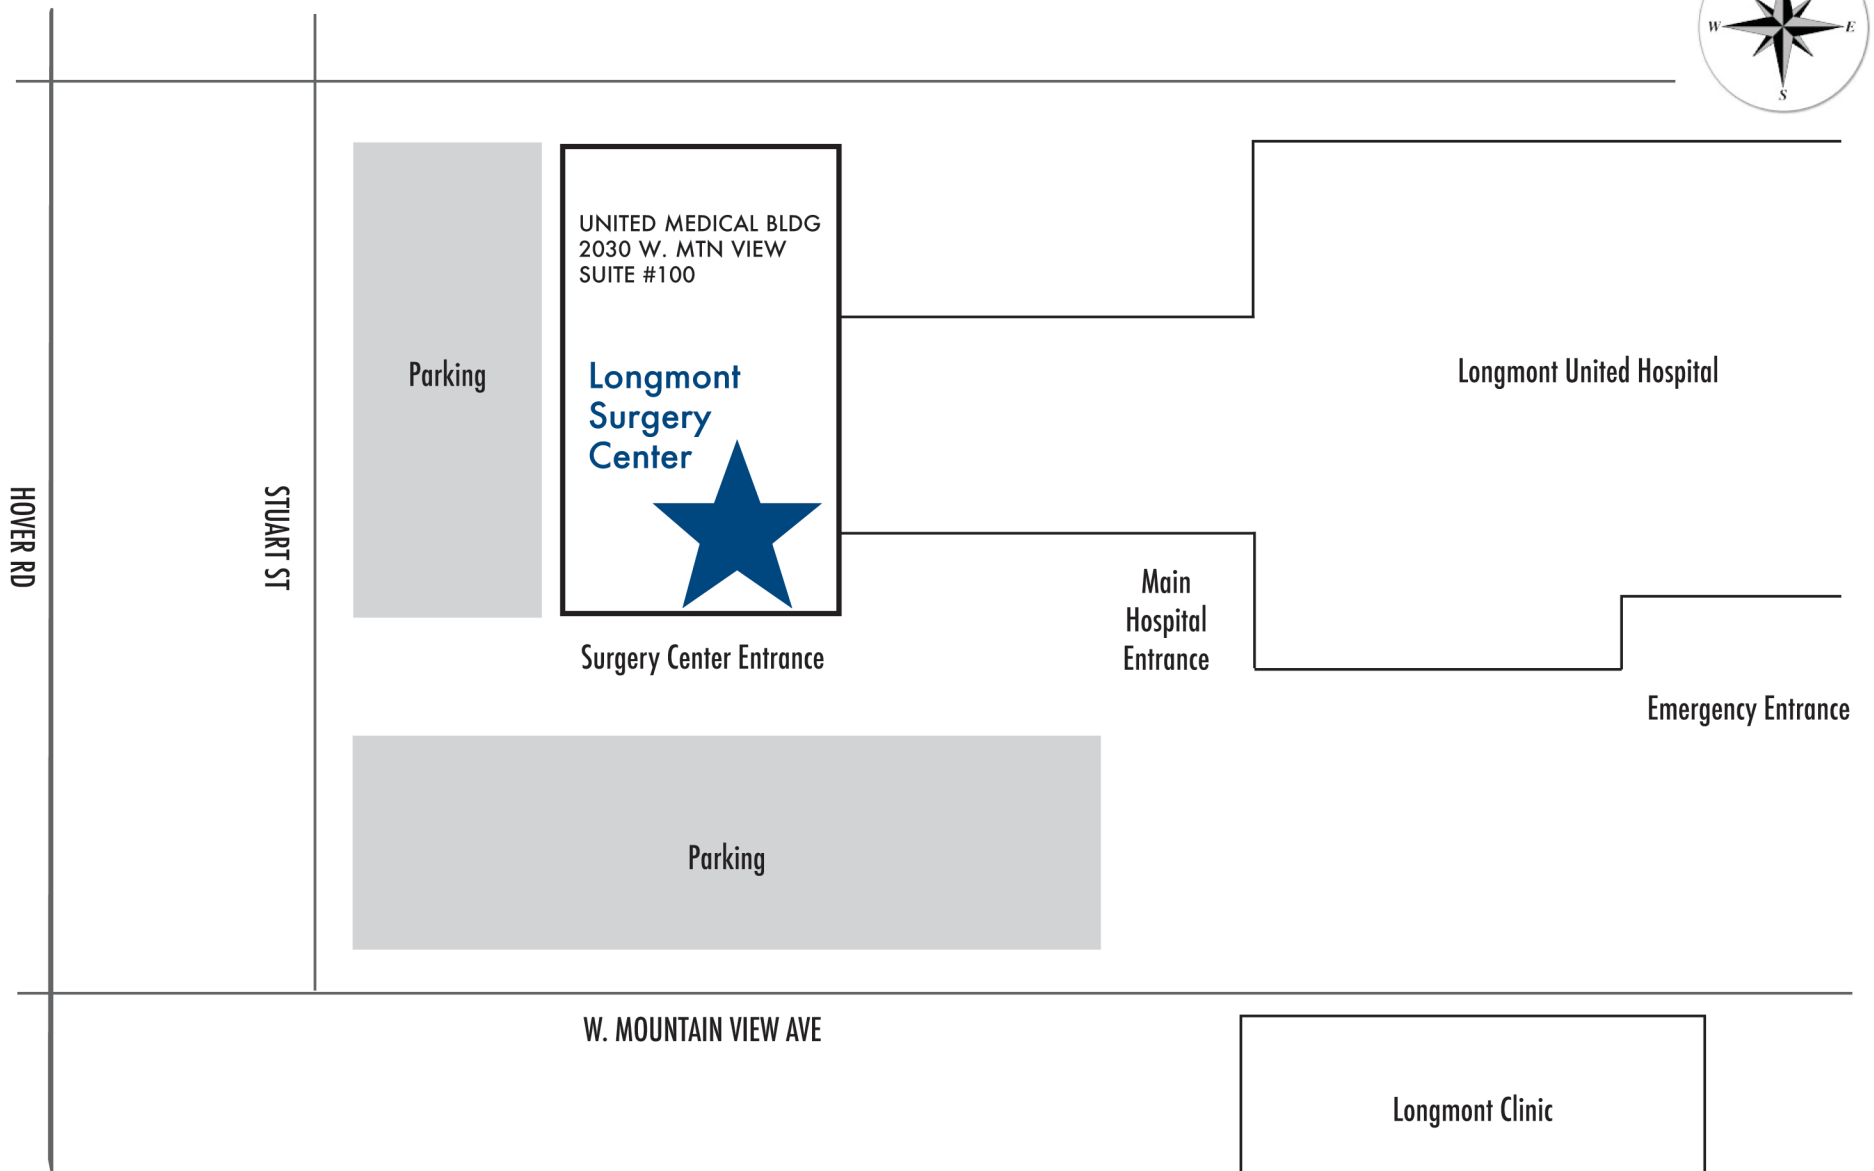 W
E
S
UNITED MEDICAL BLDG
2030 W. MTN VIEW
SUITE #100
Longmont
Surgery
Center
Parking
Longmont United Hospital
HOVER RD
STUART ST
Main
Hospital
Entrance
Surgery Center Entrance
Emergency Entrance
Parking
W. MOUNTAIN VIEW AVE
Longmont Clinic